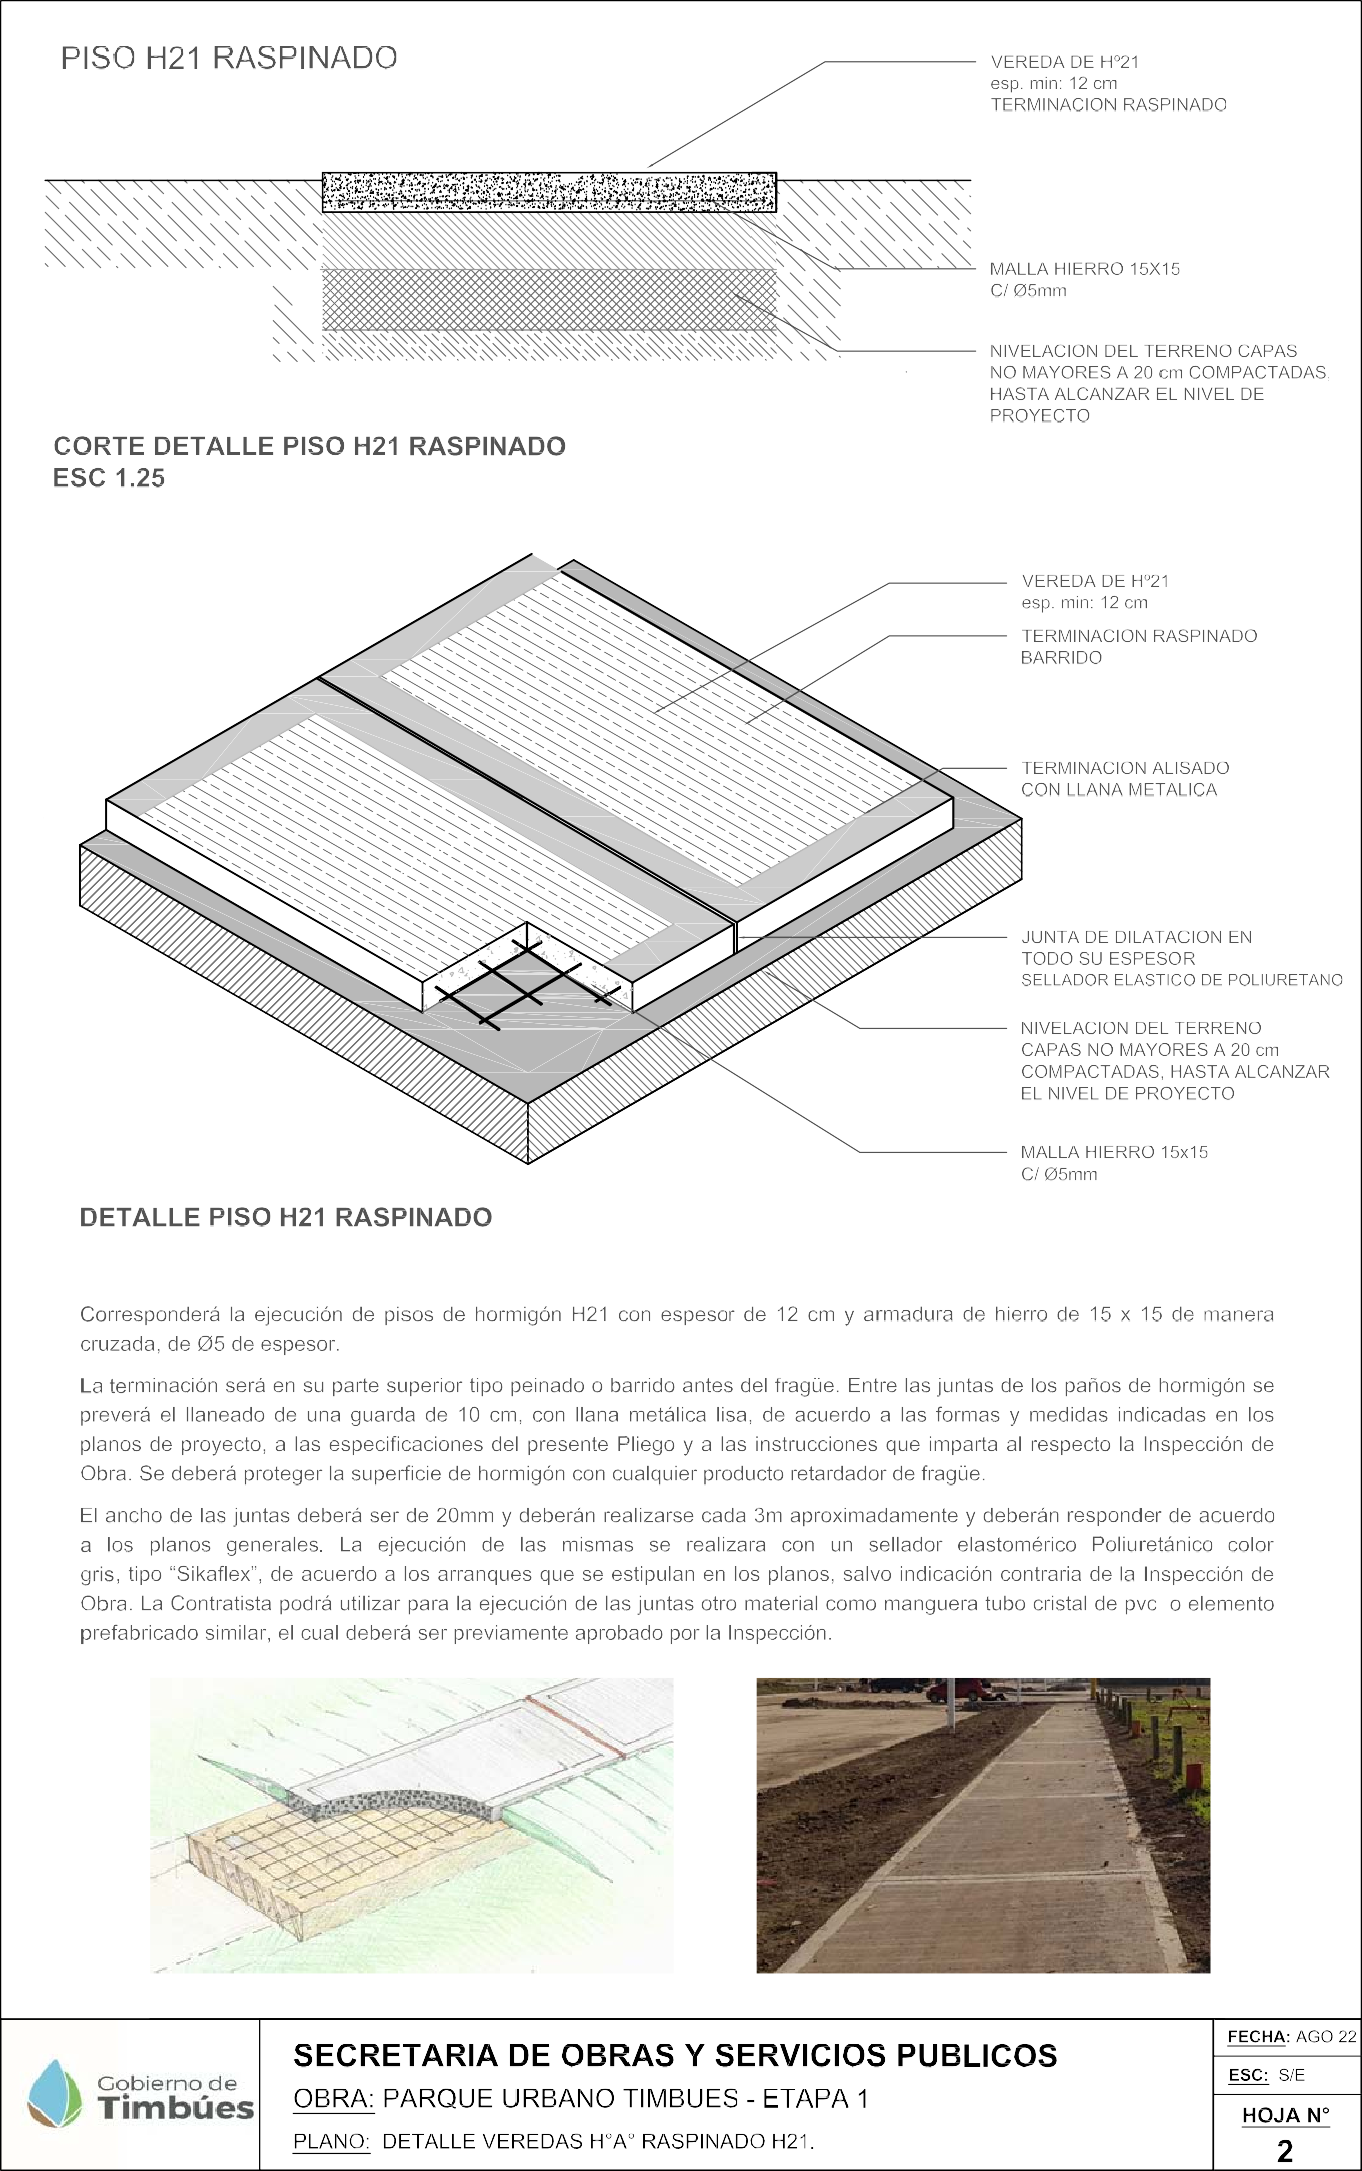 PISO H21 RASPINADO
VEREDA DE Hº21
esp. min: 12 cm
TERMINACION RASPINADO
MALLA HIERRO 15X15
C/ Ø5mm
NIVELACION DEL TERRENO CAPAS
NO MAYORES A 20 cm COMPACTADAS.
HASTA ALCANZAR EL NIVEL DE
PROYECTO
CORTE DETALLE PISO H21 RASPINADO
ESC 1.25
VEREDA DE Hº21
esp. min: 12 cm
TERMINACION RASPINADO
BARRIDO
TERMINACION ALISADO
CON LLANA METALICA
JUNTA DE DILATACION EN
TODO SU ESPESOR
SELLADOR ELASTICO DE POLIURETANO
NIVELACION DEL TERRENO
CAPAS NO MAYORES A 20 cm
COMPACTADAS, HASTA ALCANZAR
EL NIVEL DE PROYECTO
MALLA HIERRO 15x15
C/ Ø5mm
DETALLE PISO H21 RASPINADO
Corresponderá la ejecución de pisos de hormigón H21 con espesor de 12 cm y armadura de hierro de 15 x 15 de manera
cruzada, de Ø5 de espesor.
La terminación será en su parte superior tipo peinado o barrido antes del fragüe. Entre las juntas de los paños de hormigón se
preverá el llaneado de una guarda de 10 cm, con llana metálica lisa, de acuerdo a las formas y medidas indicadas en los
planos de proyecto, a las especificaciones del presente Pliego y a las instrucciones que imparta al respecto la Inspección de
Obra. Se deberá proteger la superficie de hormigón con cualquier producto retardador de fragüe.
El ancho de las juntas deberá ser de 20mm y deberán realizarse cada 3m aproximadamente y deberán responder de acuerdo
a los planos generales. La ejecución de las mismas se realizara con un sellador elastomérico Poliuretánico color
gris, tipo “Sikaflex”, de acuerdo a los arranques que se estipulan en los planos, salvo indicación contraria de la Inspección de
Obra. La Contratista podrá utilizar para la ejecución de las juntas otro material como manguera tubo cristal de pvc o elemento
prefabricado similar, el cual deberá ser previamente aprobado por la Inspección.
Gobierno de
Timbúes
SECRETARIA DE OBRAS Y SERVICIOS PUBLICOS
OBRA: PARQUE URBANO TIMBUES - ETAPA 1
PLANO: DETALLE VEREDAS H°A° RASPINADO H21.
FECHA: AGO 22
ESC: S/E
HOJA N°
2